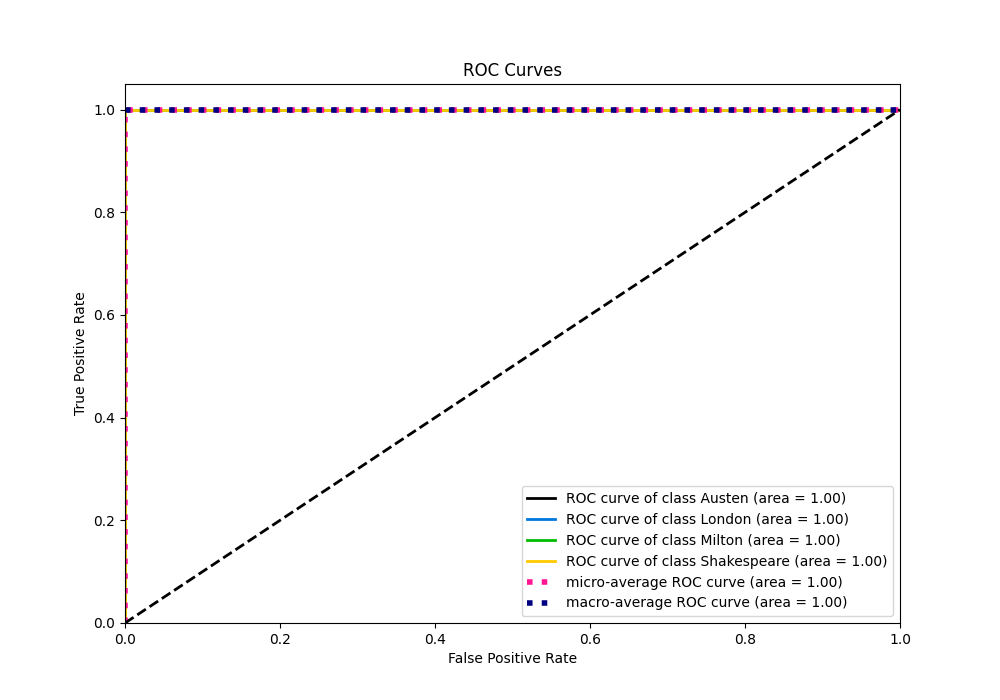 ROC Curves
True Positive Rate
1.0
0.8
0.6
0.4
0.2
0.0
0.0 0.2 0.4 0.6 0.8 1.0
False Positive Rate
ROC curve of class Austen (area = 1.00)
ROC curve of class London (area = 1.00)
ROC curve of class Milton (area = 1.00)
ROC curve of class Shakespeare (area = 1.00)
micro-average ROC curve (area = 1.00)
macro-average ROC curve (area = 1.00)